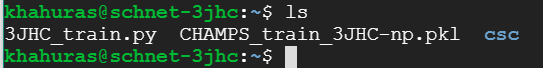 khahuras@schnet-3jhc:~$ ls
3JHC_train.py  CHAMPS_train_3JHC-np.pkl  csc
khahuras@schnet-3jhc:~$